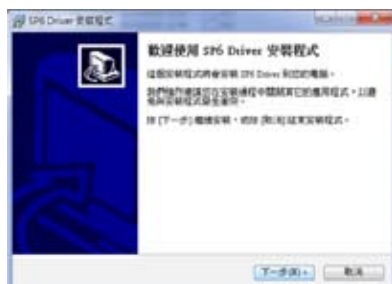 SP6 Driver 安裝程式
歡迎使用 SP6 Driver 安裝程式
這個安裝程式將會安裝 SP6 Driver 到您的電腦。
我們強烈建議您在安裝過程中關閉其它的應用程式，以避
免與安裝程式發生衝突。
按 [下一步] 繼續安裝，或按 [取消] 結束安裝程式。
下一步(N) >
取消